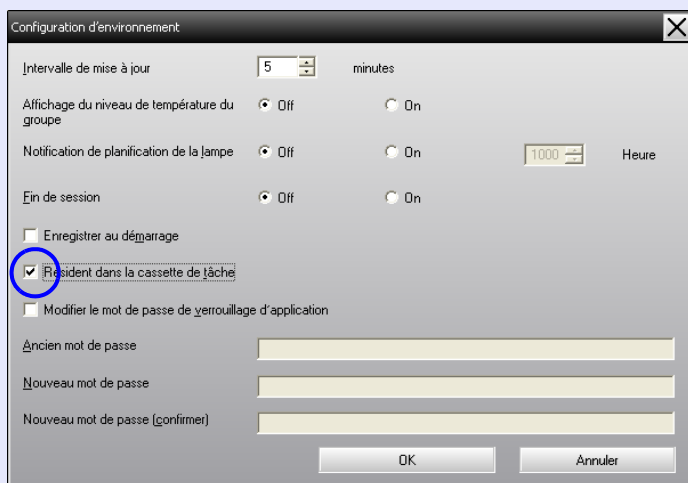 Configuration d'environnement
Intervalle de mise à jour 5 minutes
Affichage du niveau de température du groupe Off On
Notification de planification de la lampe Off On 1000 Heure
Fin de session Off On
Enregistrer au démarrage
Résident dans la cassette de tâche
Modifier le mot de passe de verrouillage d'application
Ancien mot de passe
Nouveau mot de passe
Nouveau mot de passe (confirmer)
OK Annuler